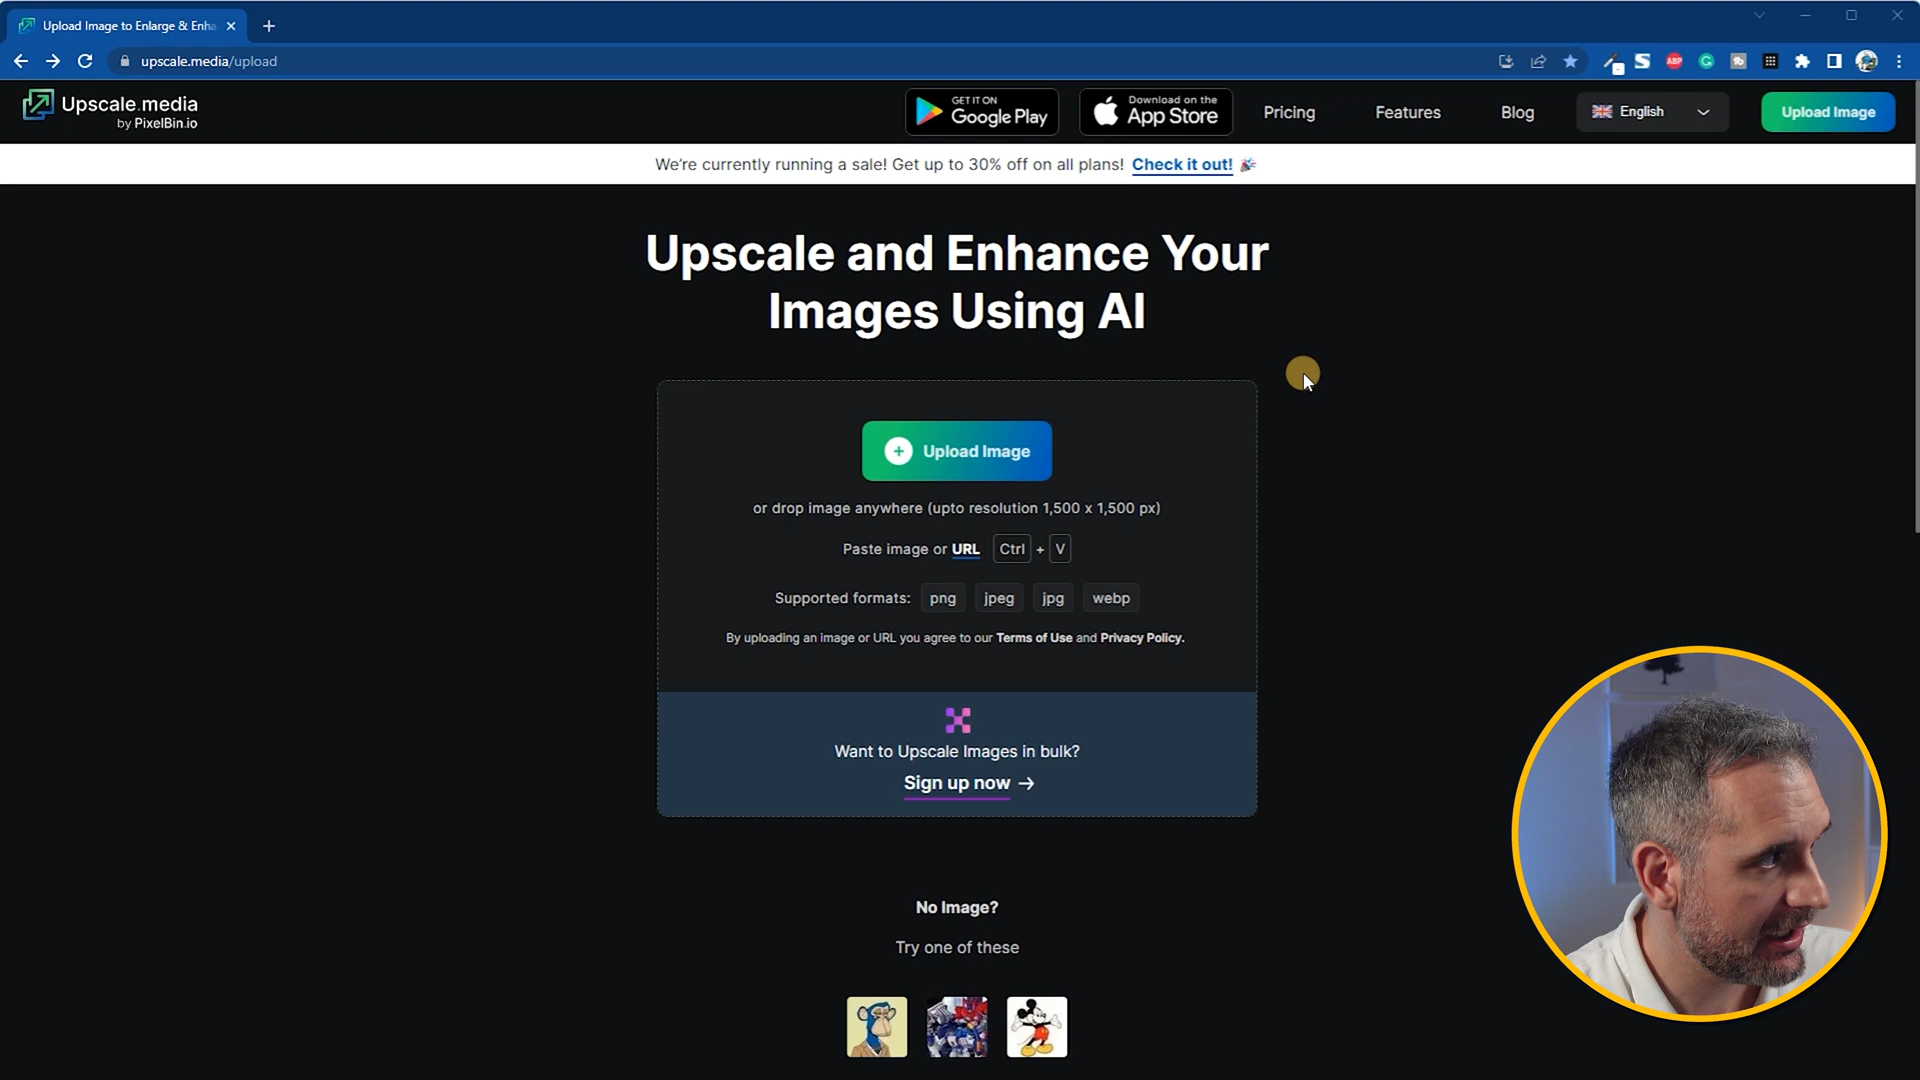 Upload Image to Enlarge & Enha
upscale.media/upload
ABP
Upscale.media
by PixelBin.io
GET IT ON
Google Play
Download on the
App Store
Pricing
Features
Blog
English
Upload Image
We're currently running a sale! Get up to 30% off on all plans! Check it out!
Upscale and Enhance Your
Images Using AI
Upload Image
or drop image anywhere (upto resolution 1,500 x 1,500 px)
Paste image or URL Ctrl + V
Supported formats: png jpeg jpg webp
By uploading an image or URL you agree to our Terms of Use and Privacy Policy.
Want to Upscale Images in bulk?
Sign up now →
No Image?
Try one of these